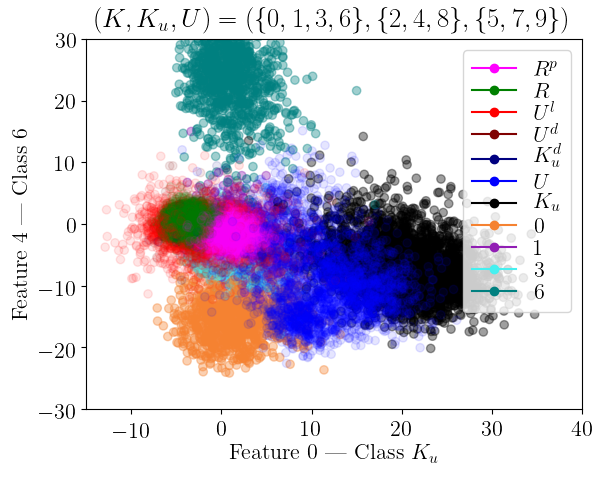 (K, K_u, U) = ({0, 1, 3, 6}, {2, 4, 8}, {5, 7, 9})
30
20
10
0
−10
−20
−30
Feature 4 — Class 6
−10
0
10
20
30
40
Feature 0 — Class K_u
R^p
R
U^l
U^d
K_u^d
U
K_u
0
1
3
6